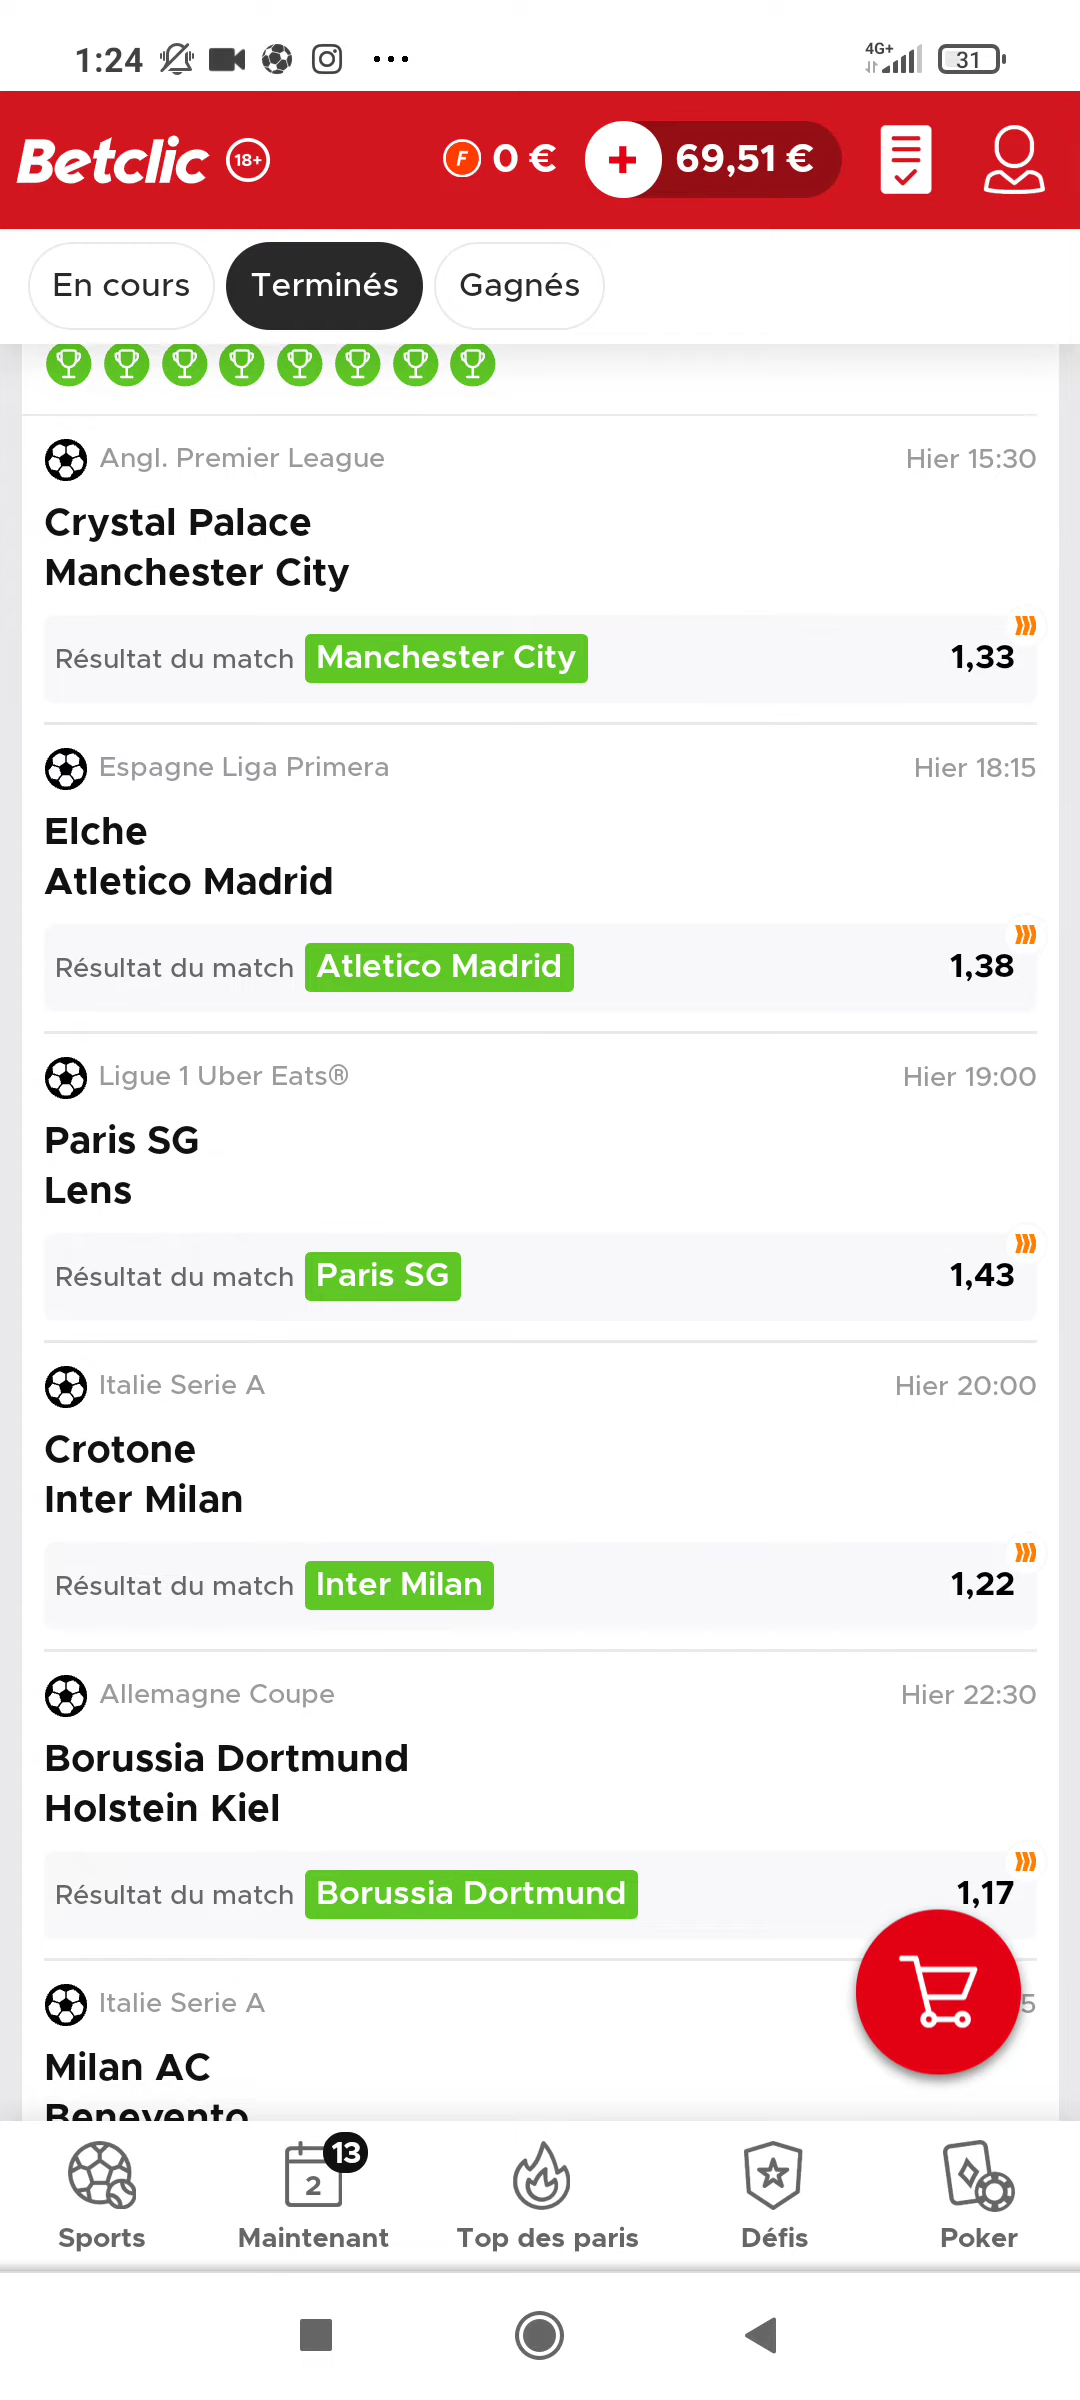 1:24 4G+ 31
Betclic 18+ F 0 € + 69,51 €
En cours Terminés Gagnés
Angl. Premier League Hier 15:30
Crystal Palace
Manchester City
Résultat du match Manchester City 1,33
Espagne Liga Primera Hier 18:15
Elche
Atletico Madrid
Résultat du match Atletico Madrid 1,38
Ligue 1 Uber Eats® Hier 19:00
Paris SG
Lens
Résultat du match Paris SG 1,43
Italie Serie A Hier 20:00
Crotone
Inter Milan
Résultat du match Inter Milan 1,22
Allemagne Coupe Hier 22:30
Borussia Dortmund
Holstein Kiel
Résultat du match Borussia Dortmund 1,17
Italie Serie A 5
Milan AC
Benevento
13
2
Sports Maintenant Top des paris Défis Poker